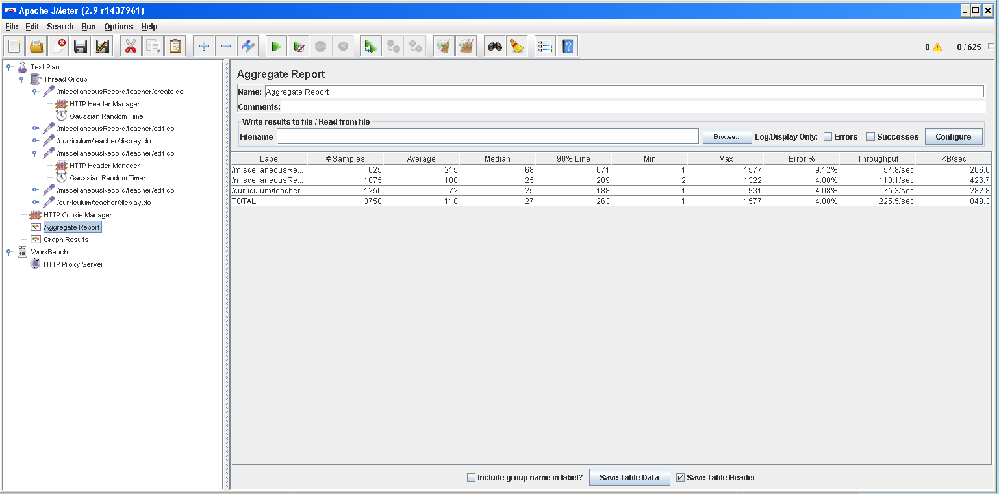 Apache JMeter (2.9 r1437961)
File Edit Search Run Options Help
0 0 / 625
Test Plan
Thread Group
/miscellaneousRecord/teacher/create.do
HTTP Header Manager
Gaussian Random Timer
/miscellaneousRecord/teacher/edit.do
/curriculum/teacher/display.do
/miscellaneousRecord/teacher/edit.do
HTTP Header Manager
Gaussian Random Timer
/miscellaneousRecord/teacher/edit.do
/curriculum/teacher/display.do
HTTP Cookie Manager
Aggregate Report
Graph Results
WorkBench
HTTP Proxy Server
Aggregate Report
Name: Aggregate Report
Comments:
Write results to file / Read from file
Filename Browse... Log/Display Only: Errors Successes Configure
Label # Samples Average Median 90% Line Min Max Error % Throughput KB/sec
/miscellaneousRe... 625 215 68 671 1 1577 9.12% 54.8/sec 206.6
/miscellaneousRe... 1875 100 25 209 2 1322 4.00% 113.1/sec 426.7
/curriculum/teacher... 1250 72 25 188 1 931 4.08% 75.3/sec 282.8
TOTAL 3750 110 27 263 1 1577 4.88% 225.5/sec 849.3
Include group name in label? Save Table Data Save Table Header